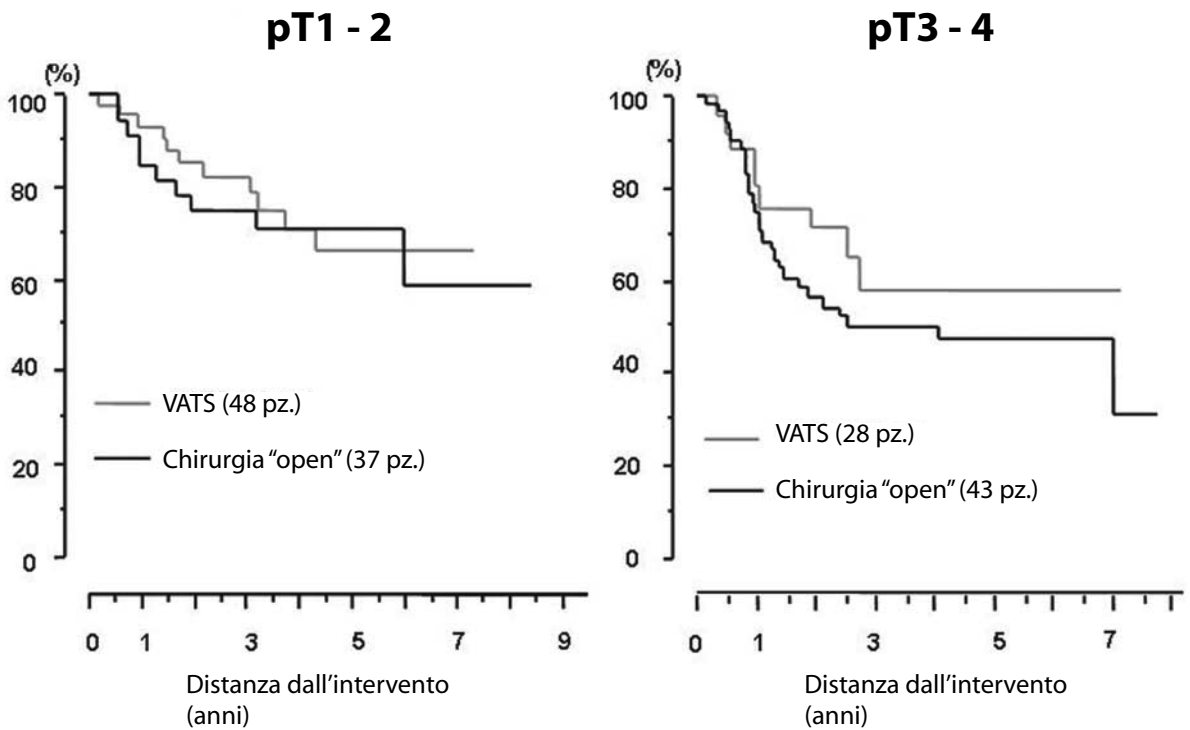 pT1 - 2
(%)
100
80
60
40
20
0
VATS (48 pz.)
Chirurgia “open” (37 pz.)
0 1 3 5 7 9
Distanza dall’intervento
(anni)
pT3 - 4
(%)
100
80
60
40
20
0
VATS (28 pz.)
Chirurgia “open” (43 pz.)
0 1 3 5 7
Distanza dall’intervento
(anni)